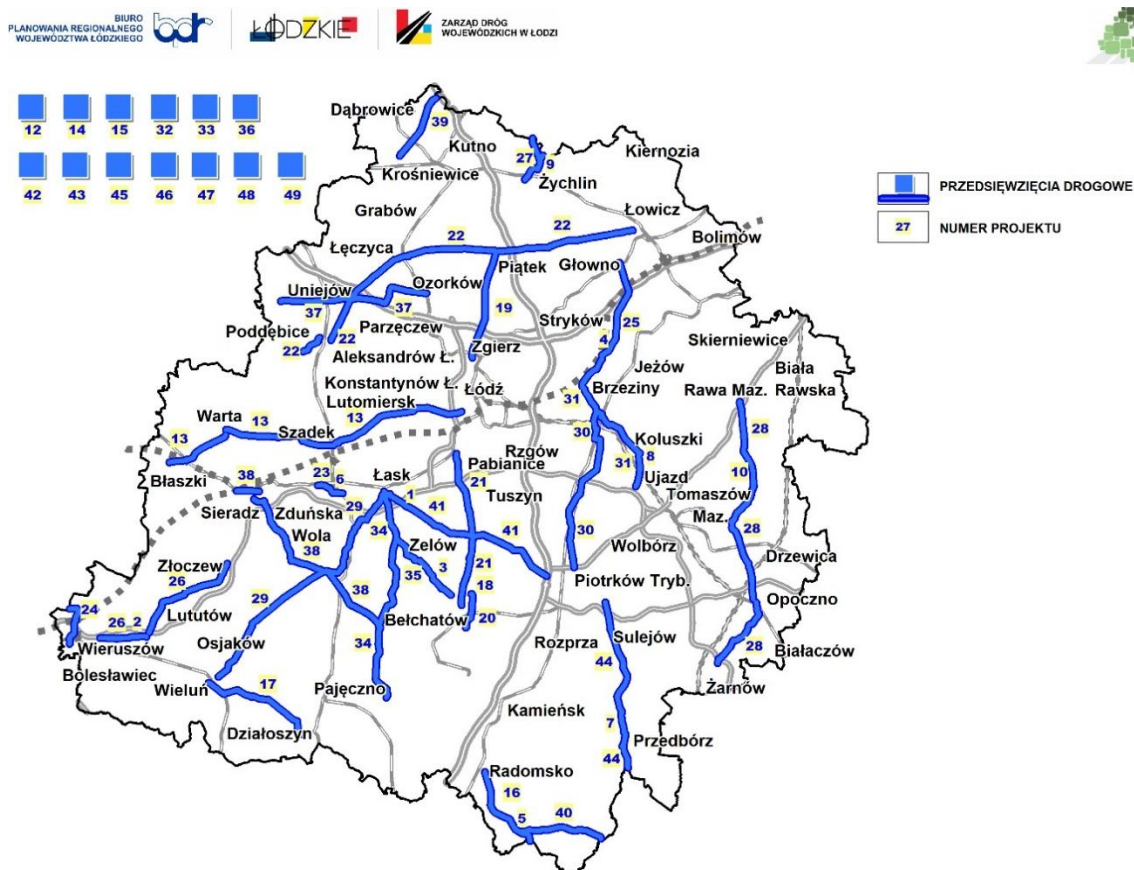 BIURO
PLANOWANIA REGIONALNEGO
WOJEWÓDZTWA ŁÓDZKIEGO
bpr
ŁÓDZKIE
ZARZĄD DRÓG
WOJEWÓDZKICH W ŁODZI
12 14 15 32 33 36
42 43 45 46 47 48 49
PRZEDSIĘWZIĘCIA DROGOWE
27 NUMER PROJEKTU
Dąbrowice
39
Kutno
Krośniewice
27
9
Żychlin
Kiernozia
Grabów
Łowicz
22
22
Bolimów
Łęczyca
Piątek
Głowno
Uniejów
Ozorków
37
37
19
Stryków
25
Poddębice
Parzęczew
22
22
4
Skierniewice
Aleksandrów Ł.
Zgierz
Jeżów
Biała
Rawska
Konstantynów Ł.
Łódź
Brzeziny
Rawa Maz.
Lutomiersk
31
Warta
13
13
30
28
13
Szadek
Koluszki
Rzgów
31
8
Błaszki
Pabianice
10
38
23
6
Łask
21
Ujazd
Sieradz
Zduńska
Wola
29
1
Tuszyn
Tomaszów
Maz.
34
41
41
30
28
38
Zelów
Wolbórz
Drzewica
Złoczew
35
3
21
26
29
38
18
Piotrków Tryb.
Opoczno
24
26
2
Lututów
Bełchatów
20
Wieruszów
Osjaków
34
Rozprza
Sulejów
28
Białaczów
Bolesławiec
44
Wieluń
17
Pajęczno
Żarnów
Kamieńsk
7
Działoszyn
Przedbórz
44
Radomsko
16
5
40